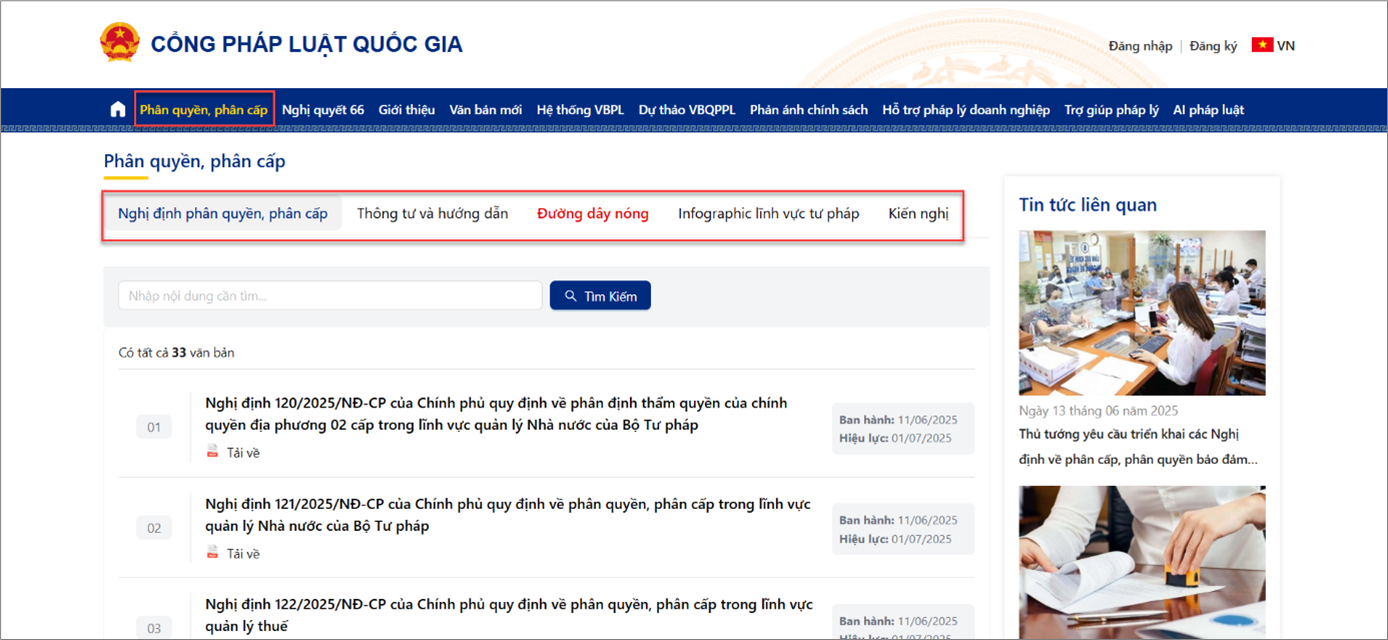 CỔNG PHÁP LUẬT QUỐC GIA
Đăng nhập | Đăng ký VN
Phân quyền, phân cấp Nghị quyết 66 Giới thiệu Văn bản mới Hệ thống VBPL Dự thảo VBQPPL Phản ánh chính sách Hỗ trợ pháp lý doanh nghiệp Trợ giúp pháp lý AI pháp luật
Phân quyền, phân cấp
Nghị định phân quyền, phân cấp Thông tư và hướng dẫn Đường dây nóng Infographic lĩnh vực tư pháp Kiến nghị
Nhập nội dung cần tìm...
Tìm Kiếm
Có tất cả 33 văn bản
01
Nghị định 120/2025/NĐ-CP của Chính phủ quy định về phân định thẩm quyền của chính
quyền địa phương 02 cấp trong lĩnh vực quản lý Nhà nước của Bộ Tư pháp
Tải về
Ban hành: 11/06/2025
Hiệu lực: 01/07/2025
02
Nghị định 121/2025/NĐ-CP của Chính phủ quy định về phân quyền, phân cấp trong lĩnh vực
quản lý Nhà nước của Bộ Tư pháp
Tải về
Ban hành: 11/06/2025
Hiệu lực: 01/07/2025
03
Nghị định 122/2025/NĐ-CP của Chính phủ quy định về phân quyền, phân cấp trong lĩnh vực
quản lý thuế
Ban hành: 11/06/2025
Hiệu lực: 01/07/2025
Tin tức liên quan
Ngày 13 tháng 06 năm 2025
Thủ tướng yêu cầu triển khai các Nghị
định về phân cấp, phân quyền bảo đảm...